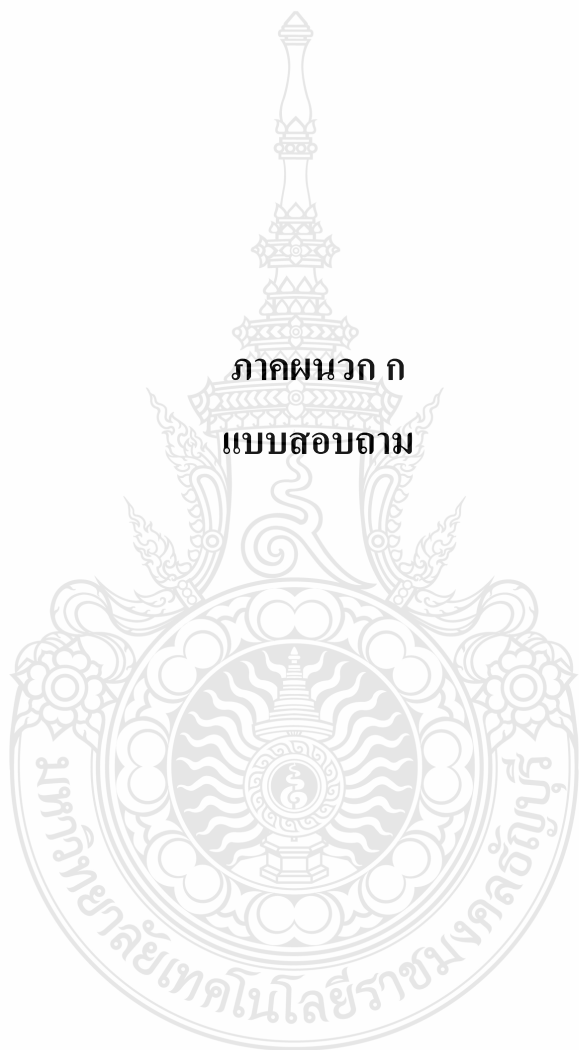 ภาคผนวก ก
แบบสอบถาม
มหาวิทยาลัยเทคโนโลยีราชมงคลธัญบุรี